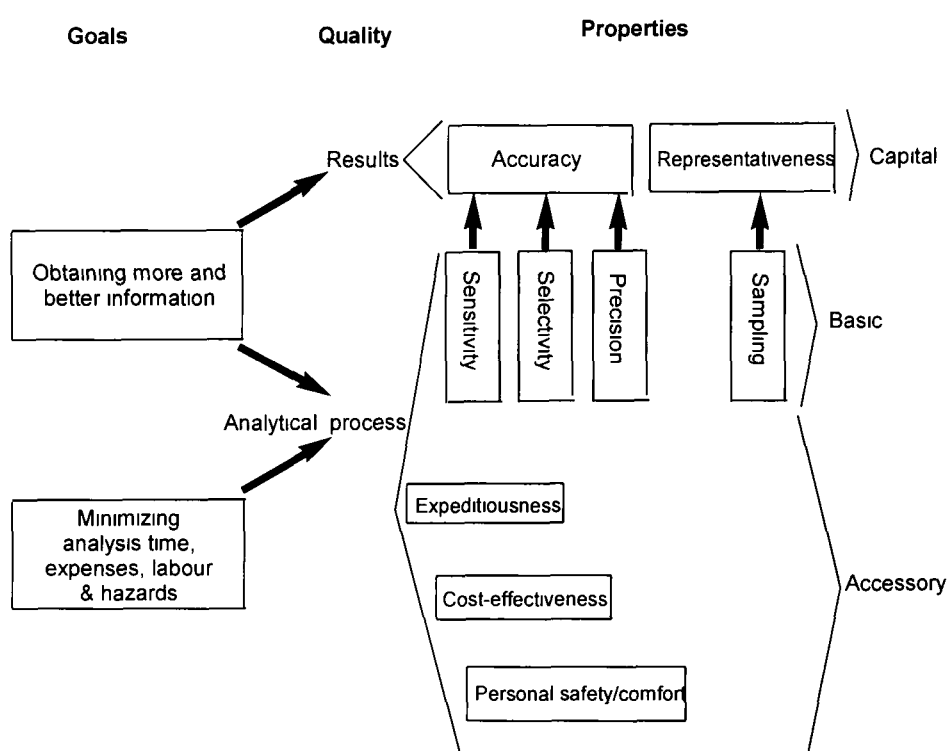 Goals
Quality
Properties
Results
Accuracy
Representativeness
Capital
Obtaining more and
better information
Sensitivity
Selectivity
Precision
Sampling
Basic
Analytical process
Minimizing
analysis time,
expenses, labour
& hazards
Expeditiousness
Cost-effectiveness
Accessory
Personal safety/comfort